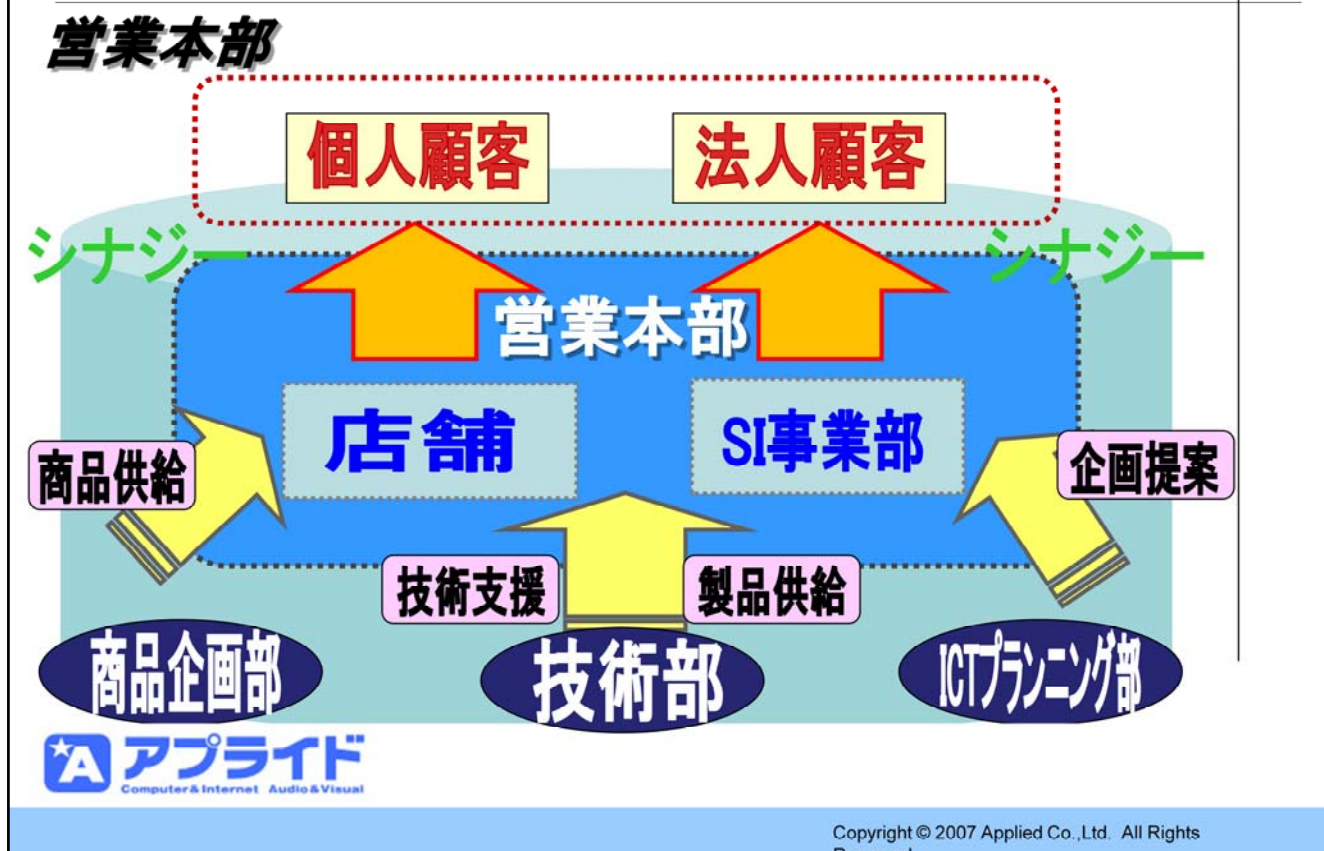 営業本部
個人顧客
法人顧客
シナジー
シナジー
営業本部
店舗
SI事業部
商品供給
企画提案
技術支援
製品供給
商品企画部
技術部
ICTプランニング部
A アプライド
Computer & Internet Audio & Visual
Copyright © 2007 Applied Co.,Ltd. All Rights